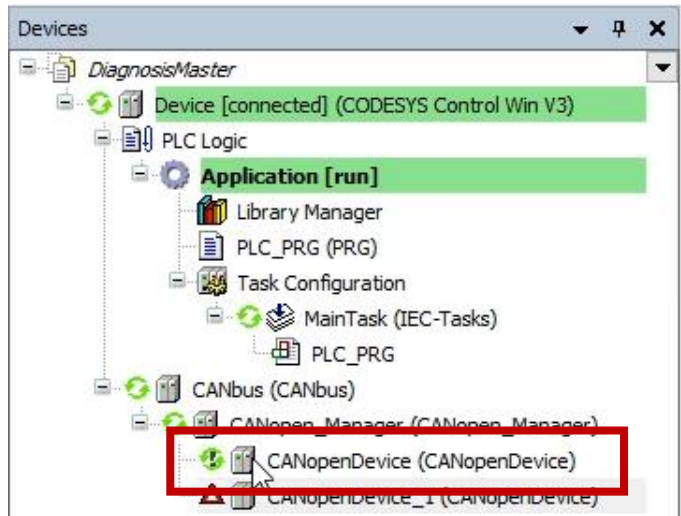 Devices
DiagnosisMaster
Device [connected] (CODESYS Control Win V3)
PLC Logic
Application [run]
Library Manager
PLC_PRG (PRG)
Task Configuration
MainTask (IEC-Tasks)
PLC_PRG
CANbus (CANbus)
CANopen_Manager (CANopen_Manager)
CANopenDevice (CANopenDevice)
CANopenDevice_1 (CANopenDevice)